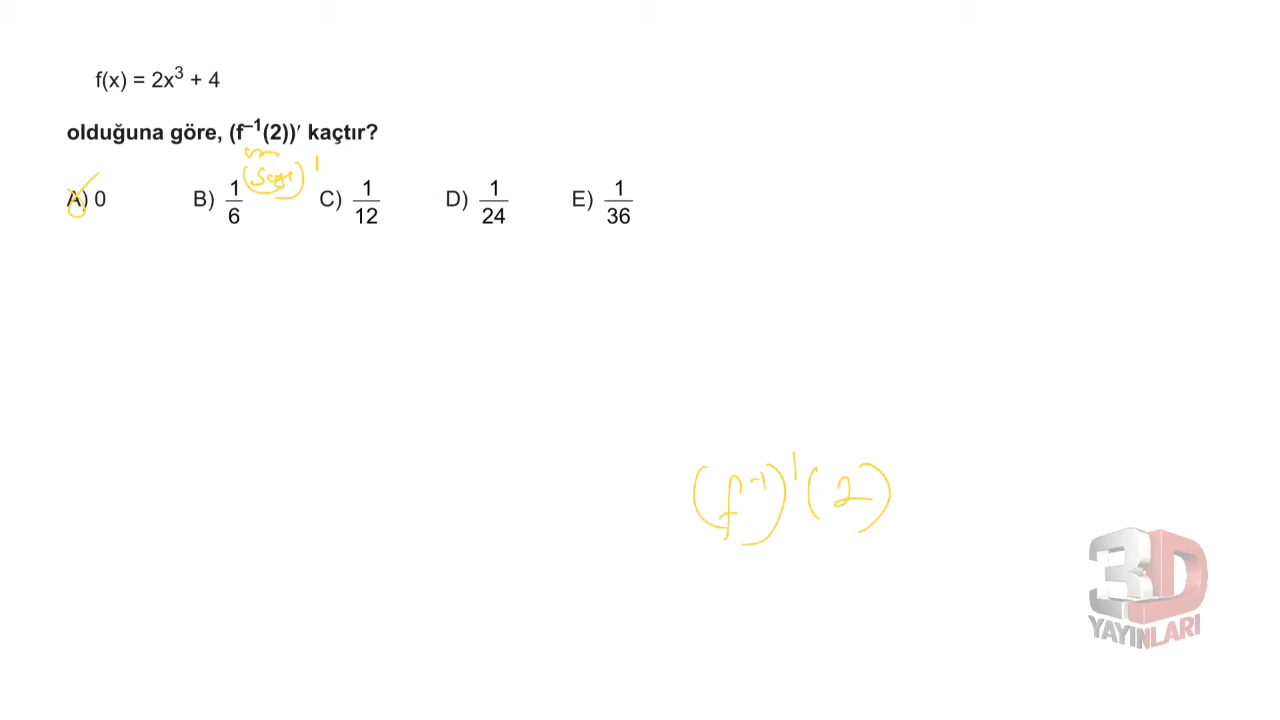 f(x) = 2x³ + 4
olduğuna göre, (f⁻¹(2))′ kaçtır?
(Sayı)'
A) 0 B) 1/6 C) 1/12 D) 1/24 E) 1/36
(f⁻¹)'(2)
3D
YAYINLARI